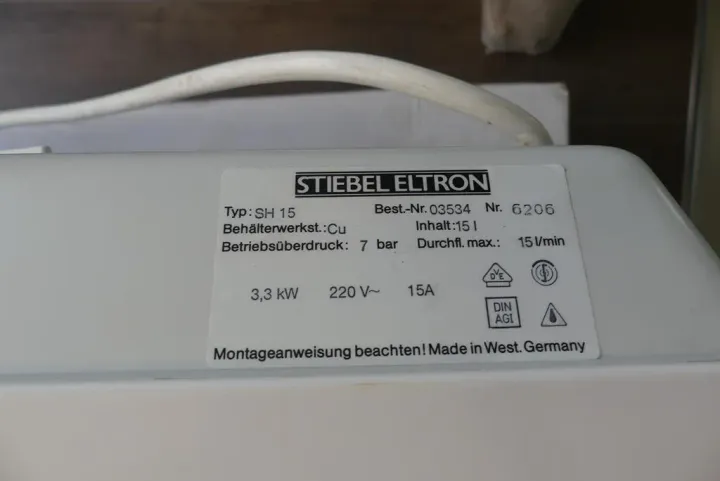 STIEBEL ELTRON
Typ: SH 15 Best.-Nr. 03534 Nr. 6206
Behälterwerkst.: Cu Inhalt: 15 l
Betriebsüberdruck: 7 bar Durchfl. max.: 15 l/min
3,3 kW 220 V~ 15A
DVE
DIN
AGI
Montageanweisung beachten! Made in West. Germany